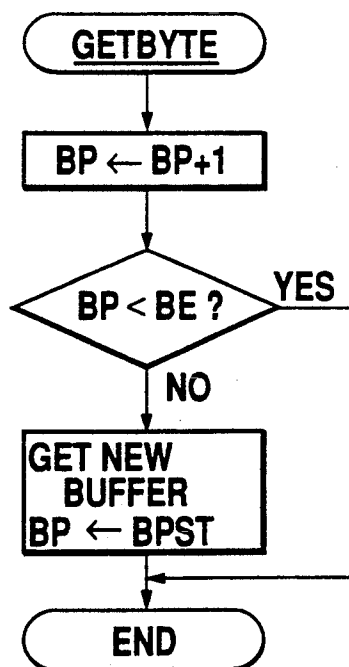 GETBYTE
BP ← BP+1
BP < BE ?
YES
NO
GET NEW
BUFFER
BP ← BPST
END